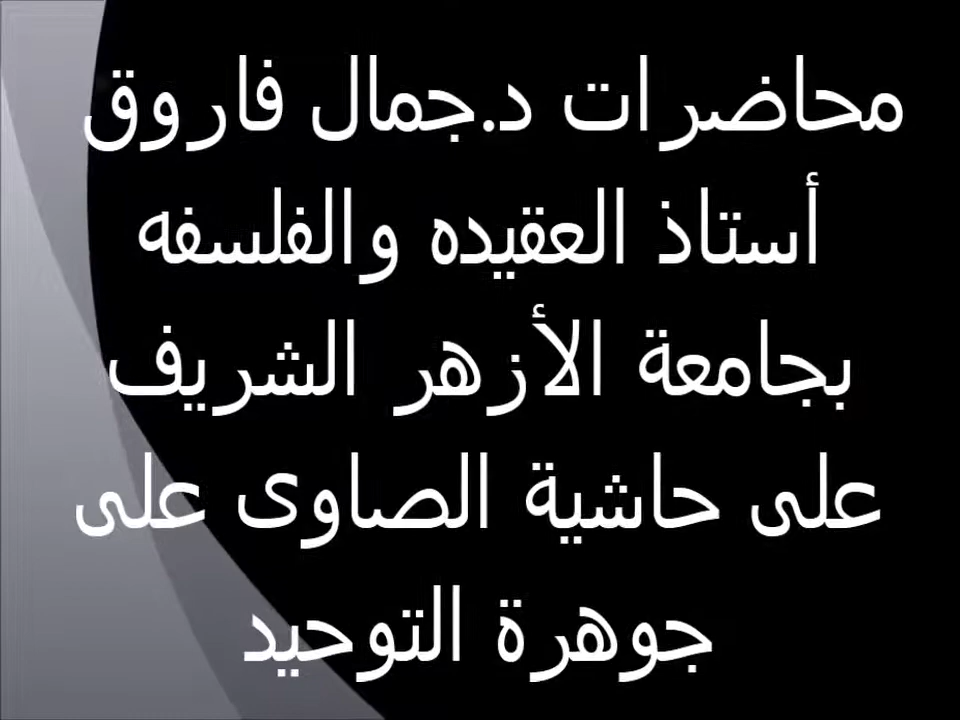 محاضرات د.جمال فاروق
أستاذ العقيده والفلسفه
بجامعة الأزهر الشريف
على حاشية الصاوى على
جوهرة التوحيد